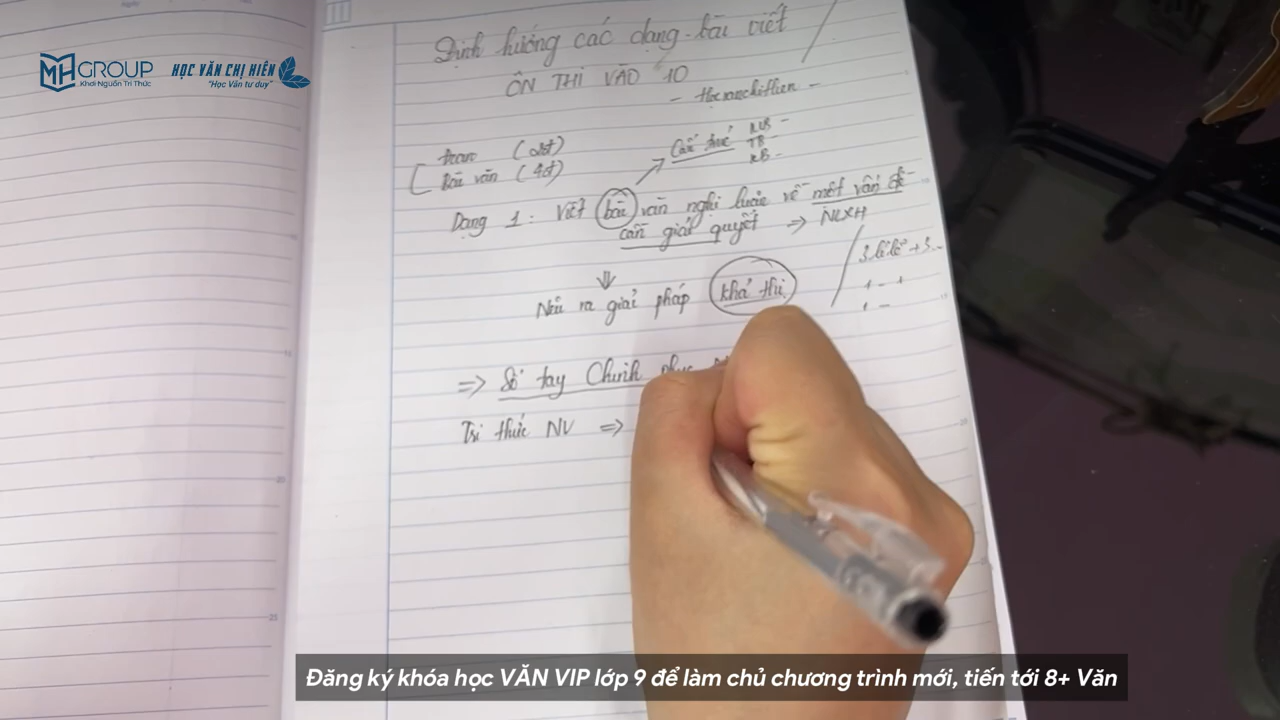 MH GROUP
Khơi Nguồn Tri Thức
HỌC VĂN CHỊ HIÊN
"Học Văn tư duy"
Định hướng các dạng bài viết
ÔN THI VÀO 10
- Hocvanchihien -
Đoạn (2đ)
Bài văn (4đ)
Cấu trúc MB -
TB -
KB -
Dạng 1: Viết bài văn nghị luận về một vấn đề
cần giải quyết => NLXH
3 lí lẽ + 3
Nêu ra giải pháp khả thi
=> Sổ tay Chinh phục
Tri thức NV =>
Đăng ký khóa học VĂN VIP lớp 9 để làm chủ chương trình mới, tiến tới 8+ Văn